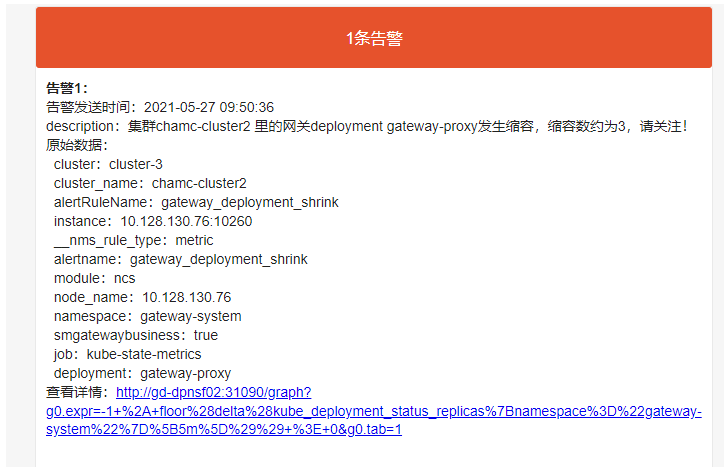 1条告警
告警1：
告警发送时间：2021-05-27 09:50:36
description：集群chamc-cluster2 里的网关deployment gateway-proxy发生缩容，缩容数约为3，请关注！
原始数据：
cluster：cluster-3
cluster_name：chamc-cluster2
alertRuleName：gateway_deployment_shrink
instance：10.128.130.76:10260
__nms_rule_type：metric
alertname：gateway_deployment_shrink
module：ncs
node_name：10.128.130.76
namespace：gateway-system
smgatewaybusiness：true
job：kube-state-metrics
deployment：gateway-proxy
查看详情：http://gd-dpnsf02:31090/graph?
g0.expr=-1+%2A+floor%28delta%28kube_deployment_status_replicas%7Bnamespace%3D%22gateway-
system%22%7D%5B5m%5D%29%29+%3E+0&g0.tab=1